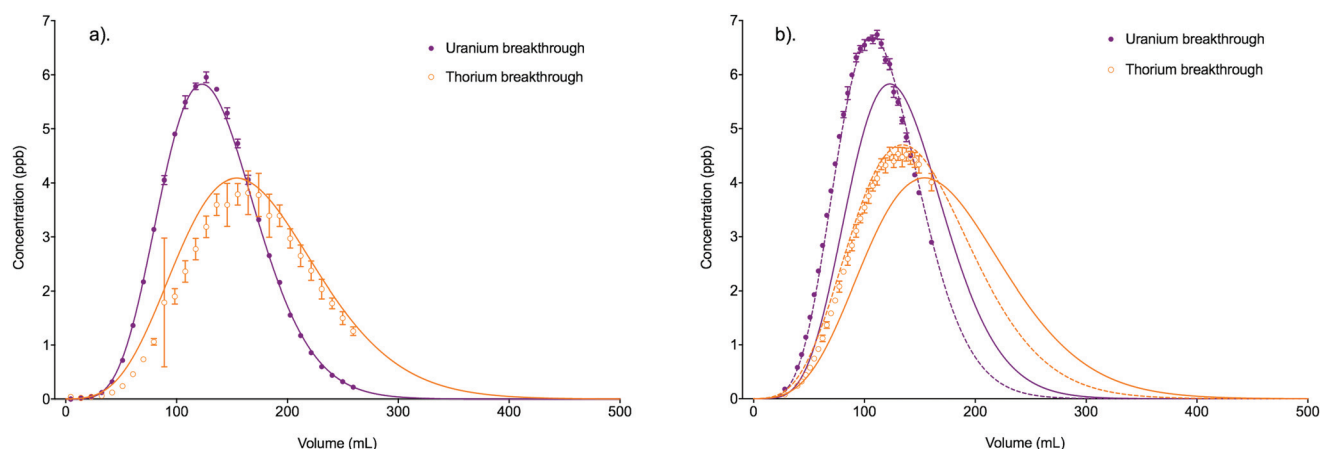 a).
Uranium breakthrough
Thorium breakthrough
Concentration (ppb)
7
6
5
4
3
2
1
0
0 100 200 300 400 500
Volume (mL)
b).
Uranium breakthrough
Thorium breakthrough
Concentration (ppb)
7
6
5
4
3
2
1
0
0 100 200 300 400 500
Volume (mL)